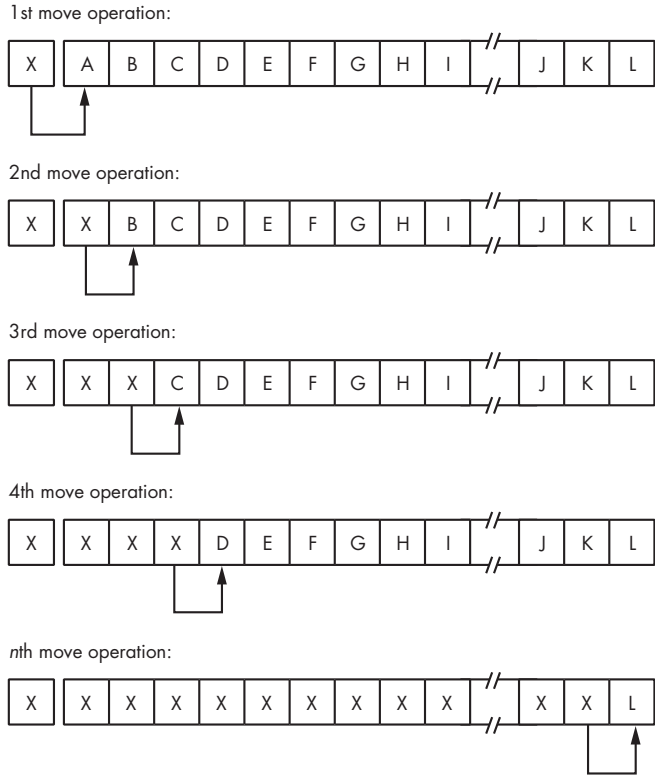 1st move operation:
X A B C D E F G H I J K L
2nd move operation:
X X B C D E F G H I J K L
3rd move operation:
X X X C D E F G H I J K L
4th move operation:
X X X X D E F G H I J K L
nth move operation:
X X X X X X X X X X X X L